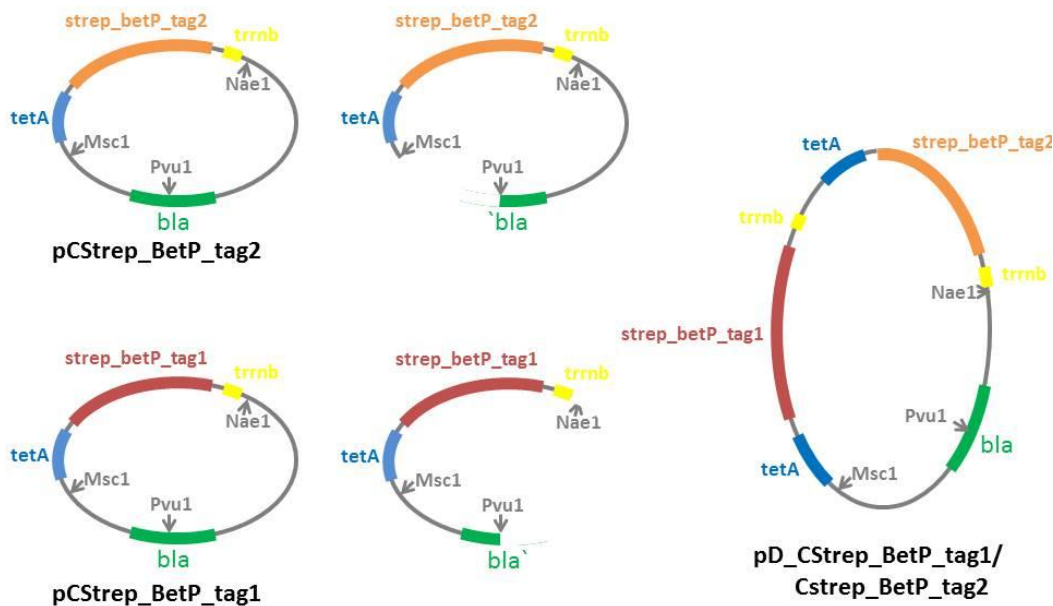 strep_betP_tag2
trrnb
Nae1
tetA
Msc1
Pvu1
bla
pCStrep_BetP_tag2
strep_betP_tag2
trrnb
Nae1
tetA
Msc1
Pvu1
`bla
strep_betP_tag1
trrnb
Nae1
tetA
Msc1
Pvu1
bla
pCStrep_BetP_tag1
strep_betP_tag1
trrnb
Nae1
tetA
Msc1
Pvu1
bla`
tetA
strep_betP_tag2
trrnb
trrnb
Nae1
strep_betP_tag1
Pvu1
bla
tetA
Msc1
pD_CStrep_BetP_tag1/
Cstrep_BetP_tag2